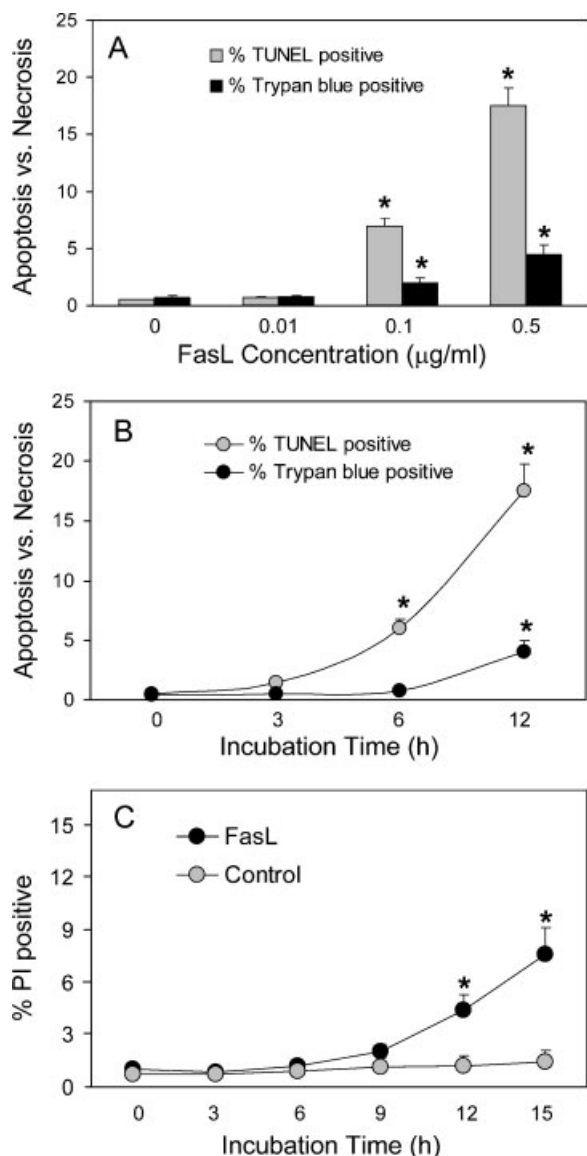 A
% TUNEL positive
% Trypan blue positive
Apoptosis vs. Necrosis
25
20
15
10
5
0
*
*
*
*
0 0.01 0.1 0.5
FasL Concentration (μg/ml)
B
% TUNEL positive
% Trypan blue positive
Apoptosis vs. Necrosis
25
20
15
10
5
0
*
*
*
0 3 6 12
Incubation Time (h)
C
FasL
Control
% PI positive
15
12
9
6
3
0
*
*
0 3 6 9 12 15
Incubation Time (h)